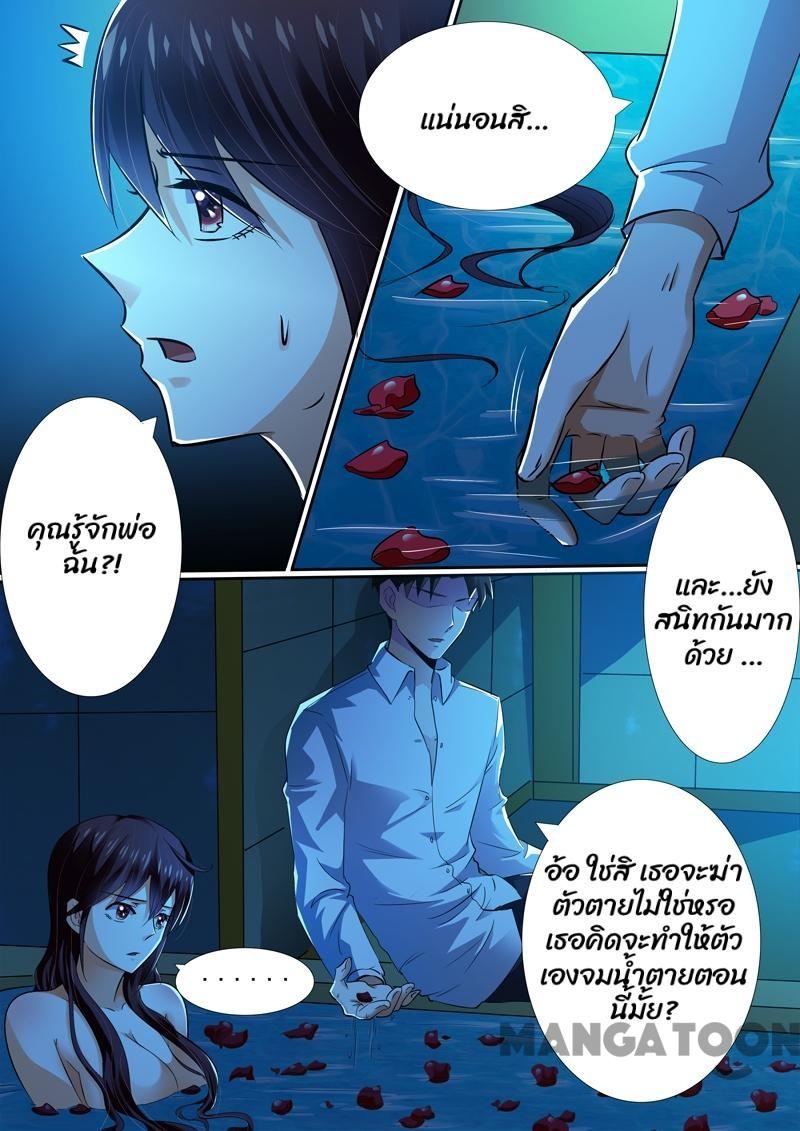 คุณรู้จักพ่อ
ฉัน?!
แน่นอนสิ...
และ...ยัง
สนิทกันมาก
ด้วย ...
อ้อ ใช่สิ เธอจะฆ่า
ตัวตายไม่ใช่หรอ
เธอคิดจะทำให้ตัว
เองจมน้ำตายตอน
นี้มั้ย?
. . . . . .
MANGATOON